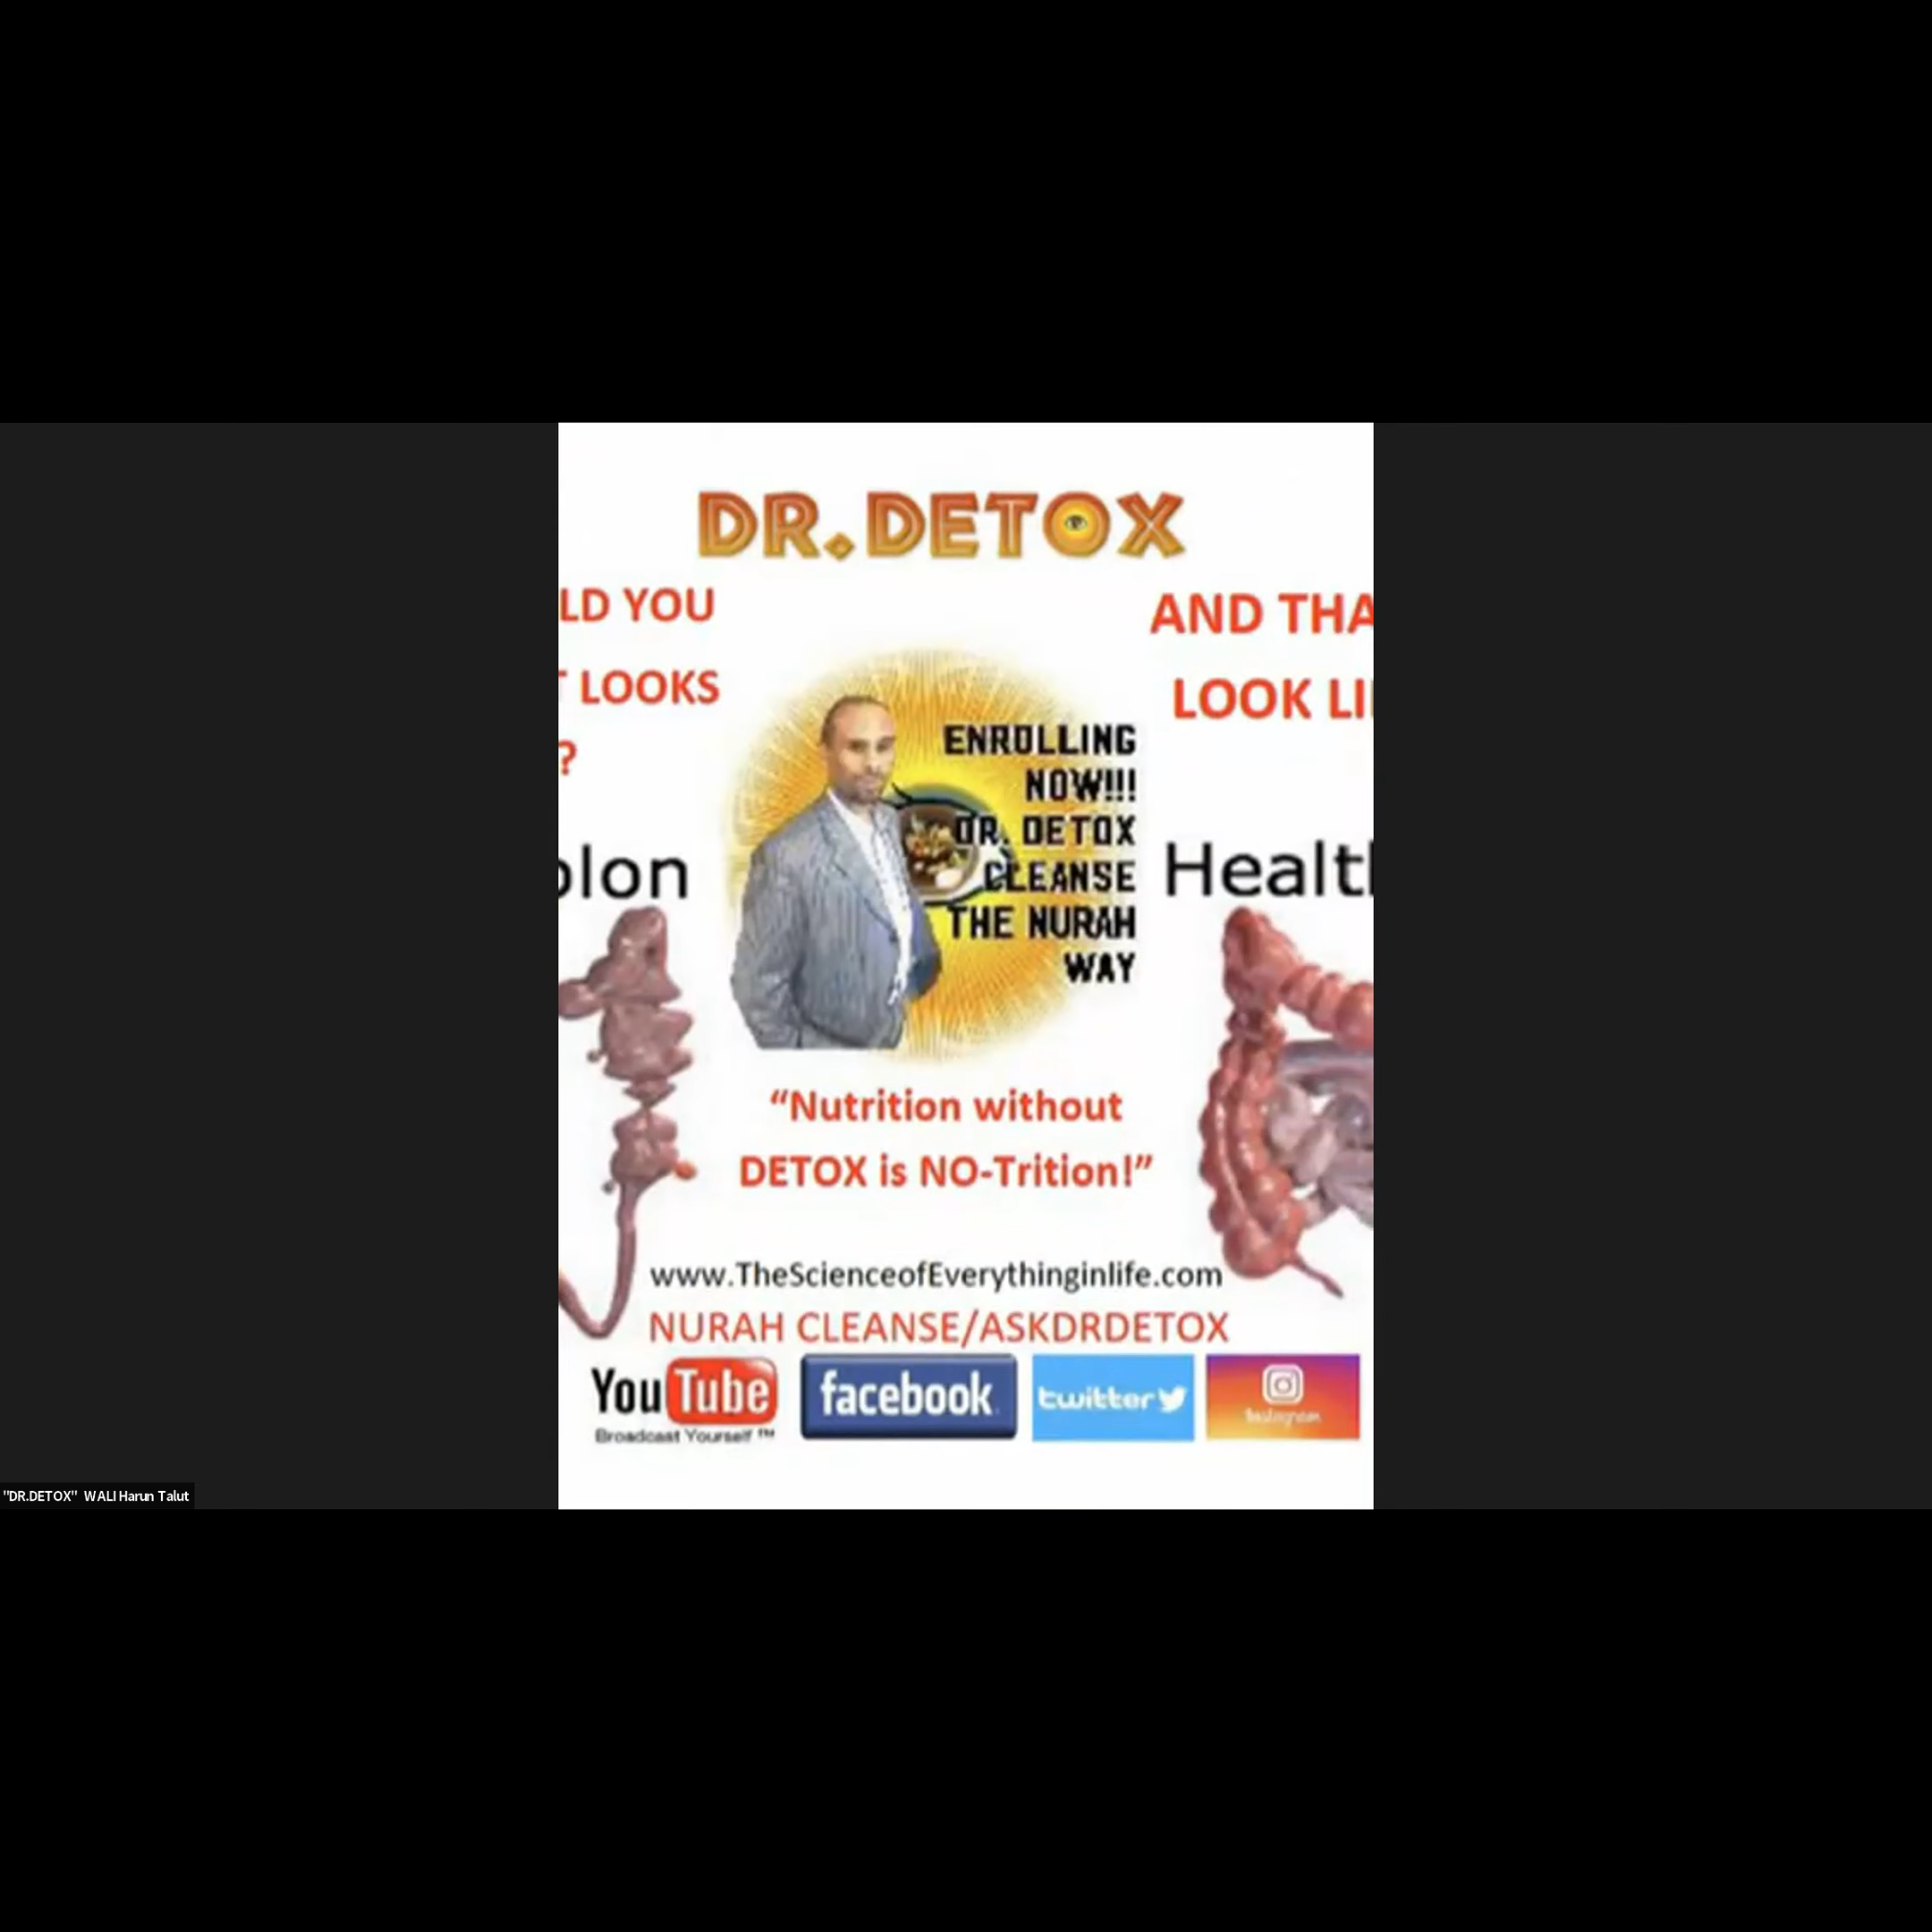 DR.DETOX
LD YOU
LOOKS
?
AND THA
LOOK LI
ENROLLING
NOW!!!
DR. DETOX
CLEANSE
THE NURAH
WAY
olon
Health
“Nutrition without
DETOX is NO-Trition!”
www.TheScienceofEverythinginlife.com
NURAH CLEANSE/ASKDRDETOX
YouTube
Broadcast Yourself ™
facebook
twitter
Instagram
"DR.DETOX" WALI Harun Talut